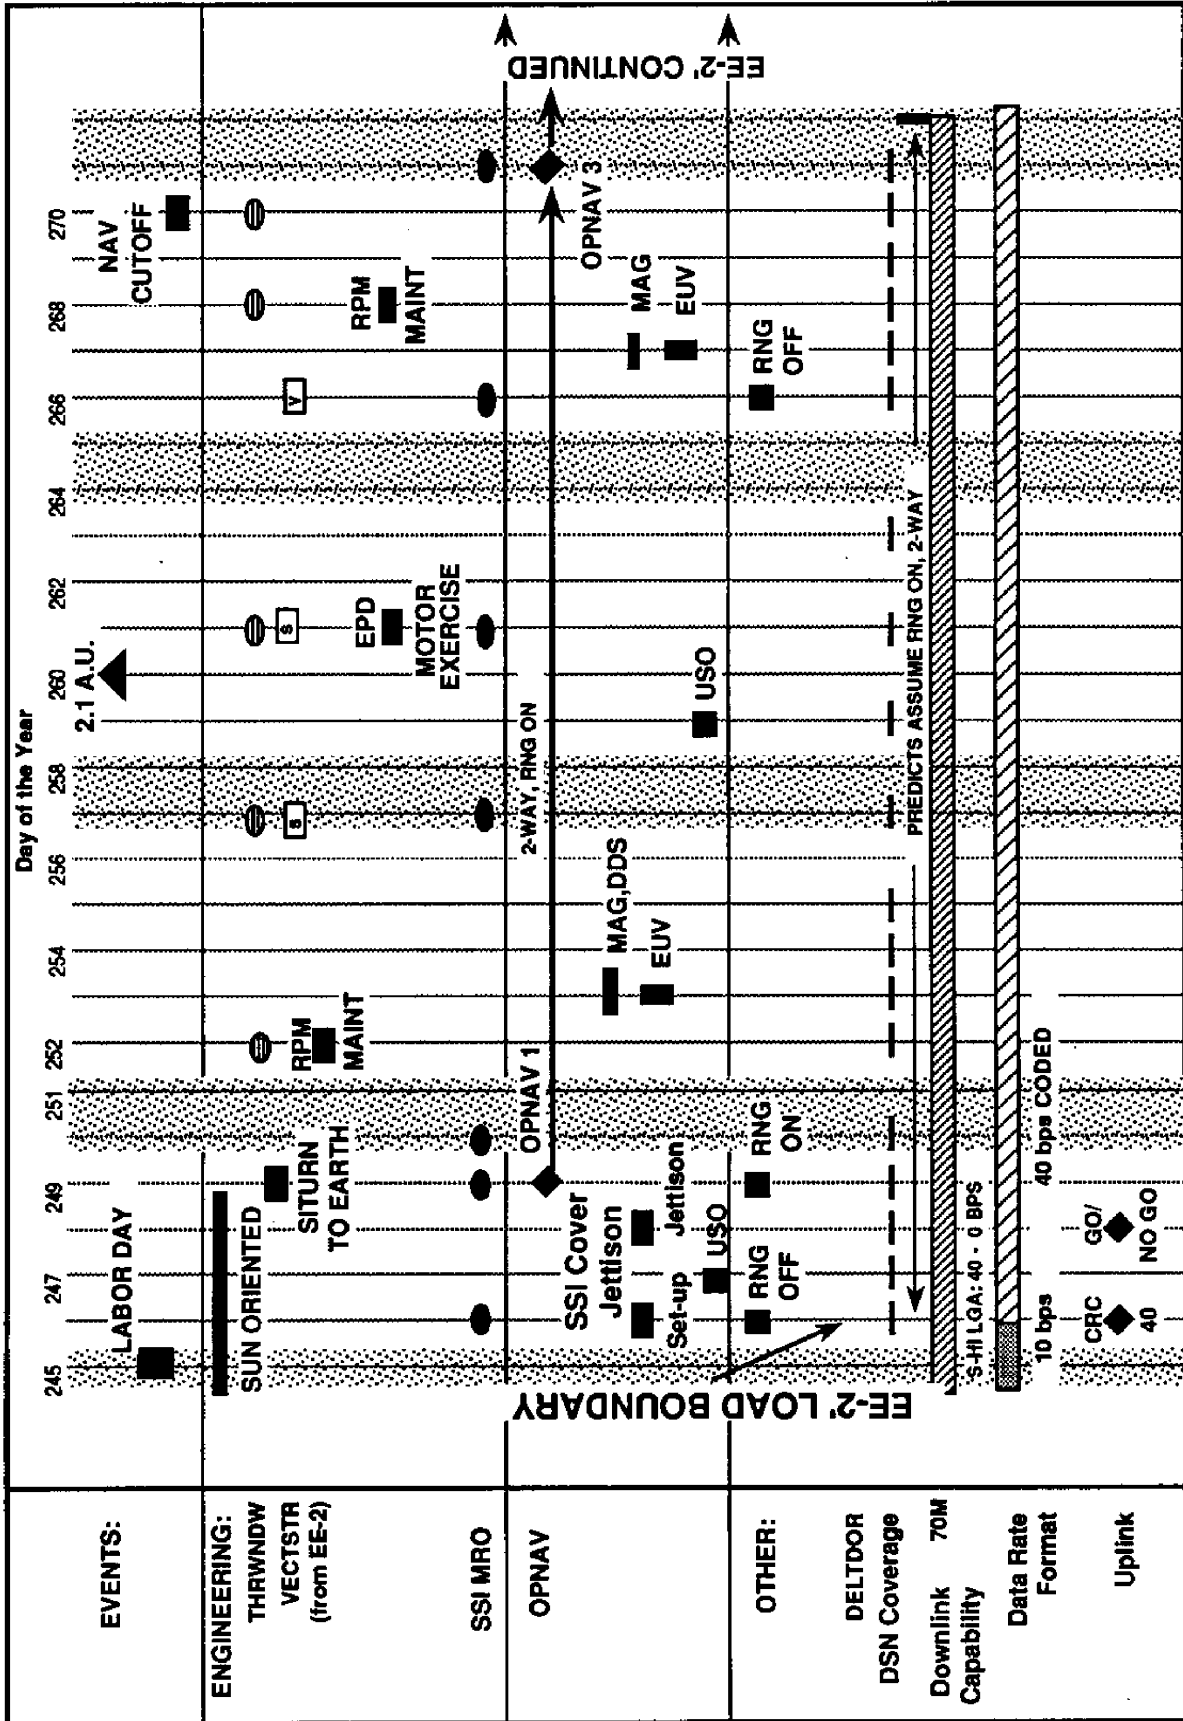 Day of the Year
245
247
249
251
252
254
256
258
260
262
264
266
268
270
EVENTS:
LABOR DAY
2.1 A.U.
NAV
CUTOFF
ENGINEERING:
SUN ORIENTED
THRWNDW
VECTSTR
(from EE-2)
SITURN
TO EARTH
RPM
MAINT
s
EPD
s
MOTOR
EXERCISE
V
RPM
MAINT
SSI MRO
OPNAV
OPNAV 1
2-WAY, RNG ON
OPNAV 3
EE-2' CONTINUED
SSI Cover
Jettison
Set-up
Jettison
USO
MAG,DDS
EUV
USO
MAG
EUV
OTHER:
RNG
OFF
RNG
ON
RNG
OFF
EE-2' LOAD BOUNDARY
DELTDOR
DSN Coverage
PREDICTS ASSUME RNG ON, 2-WAY
Downlink 70M
Capability
S-HI LGA: 40 - 0 BPS
Data Rate
Format
10 bps
40 bps CODED
Uplink
CRC
40
GO/
NO GO